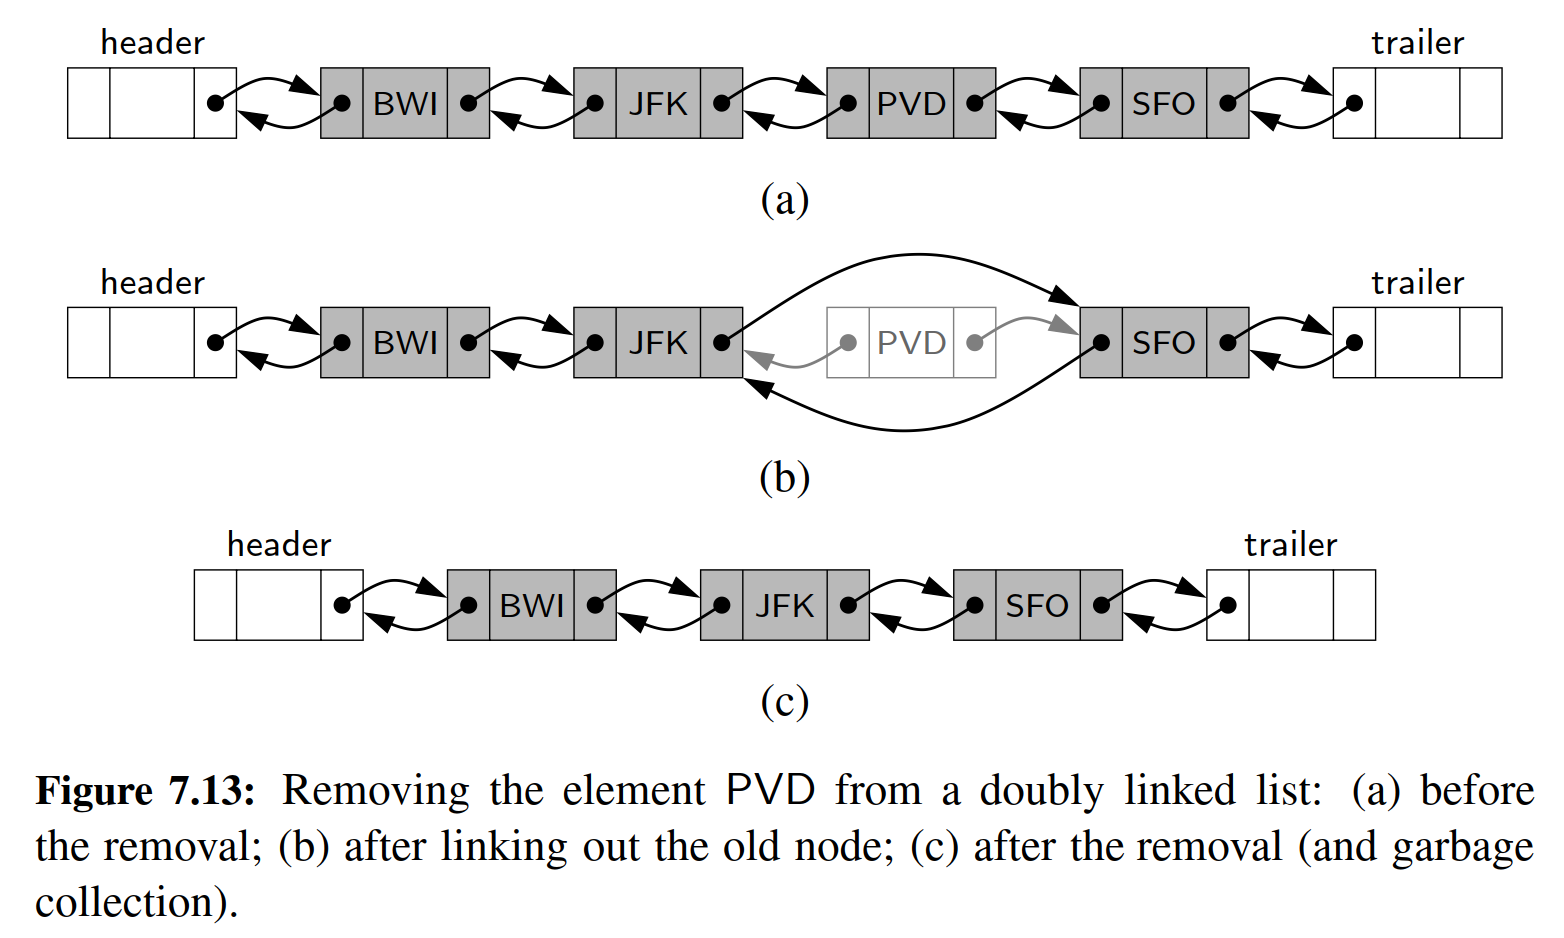 header trailer
BWI JFK PVD SFO
(a)
header trailer
BWI JFK PVD SFO
(b)
header trailer
BWI JFK SFO
(c)
Figure 7.13: Removing the element PVD from a doubly linked list: (a) before
the removal; (b) after linking out the old node; (c) after the removal (and garbage
collection).